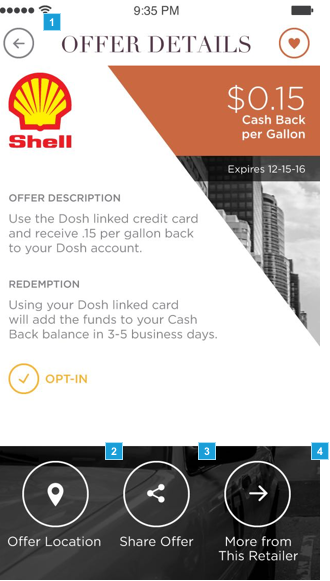 9:35 PM
1
OFFER DETAILS
$0.15
Cash Back
per Gallon
Shell
Expires 12-15-16
OFFER DESCRIPTION
Use the Dosh linked credit card
and receive .15 per gallon back
to your Dosh account.
REDEMPTION
Using your Dosh linked card
will add the funds to your Cash
Back balance in 3-5 business days.
OPT-IN
2
3
4
Offer Location
Share Offer
More from
This Retailer